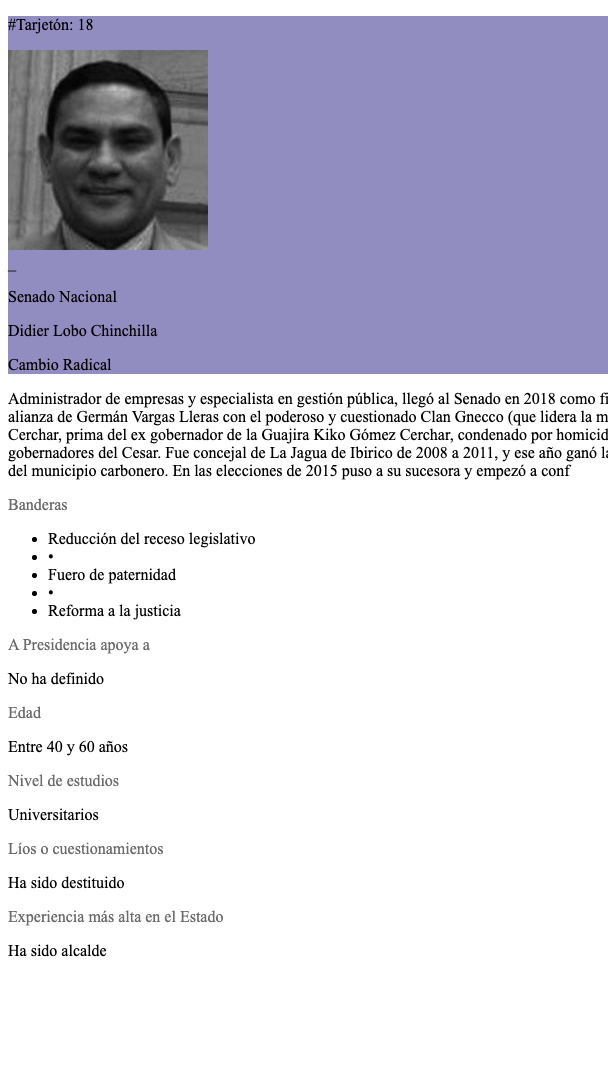 #Tarjetón: 18
_
Senado Nacional
Didier Lobo Chinchilla
Cambio Radical
Administrador de empresas y especialista en gestión pública, llegó al Senado en 2018 como fi
alianza de Germán Vargas Lleras con el poderoso y cuestionado Clan Gnecco (que lidera la m
Cerchar, prima del ex gobernador de la Guajira Kiko Gómez Cerchar, condenado por homicid
gobernadores del Cesar. Fue concejal de La Jagua de Ibirico de 2008 a 2011, y ese año ganó la
del municipio carbonero. En las elecciones de 2015 puso a su sucesora y empezó a conf
Banderas
• Reducción del receso legislativo
• •
• Fuero de paternidad
• •
• Reforma a la justicia
A Presidencia apoya a
No ha definido
Edad
Entre 40 y 60 años
Nivel de estudios
Universitarios
Líos o cuestionamientos
Ha sido destituido
Experiencia más alta en el Estado
Ha sido alcalde